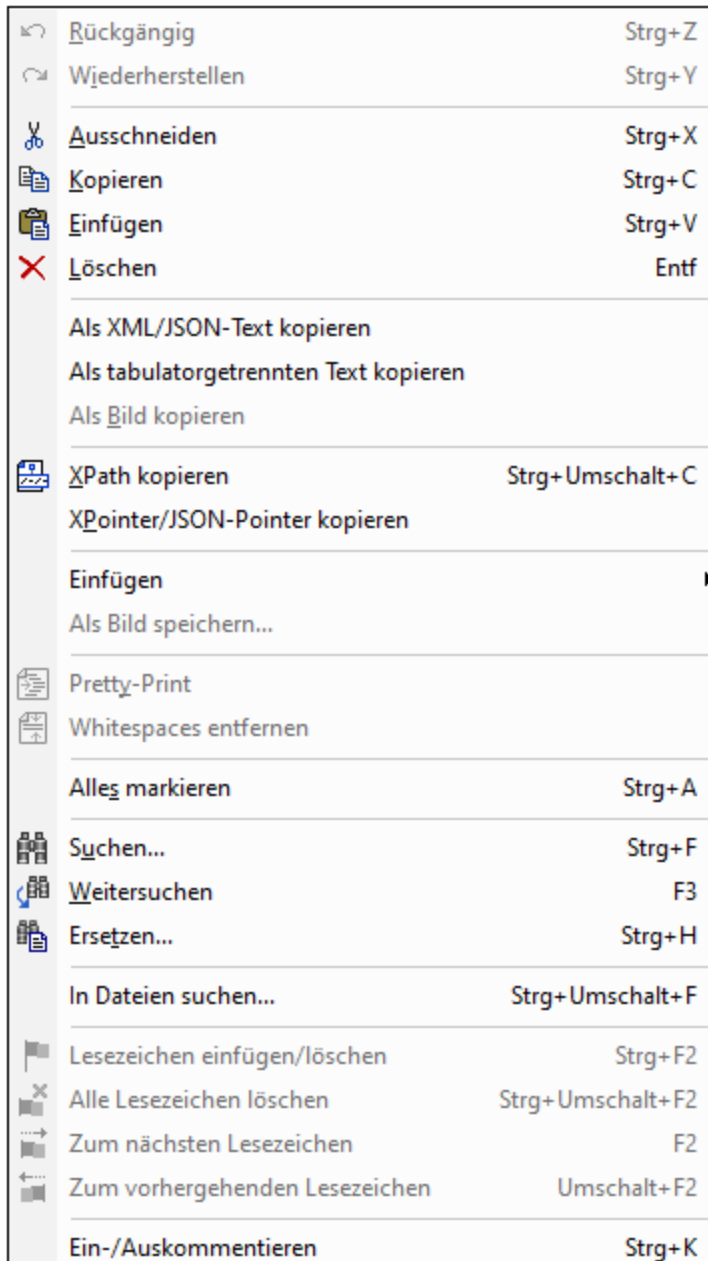 Rückgängig Strg+Z
Wiederherstellen Strg+Y
Ausschneiden Strg+X
Kopieren Strg+C
Einfügen Strg+V
Löschen Entf
Als XML/JSON-Text kopieren
Als tabulatorgetrennten Text kopieren
Als Bild kopieren
XPath kopieren Strg+Umschalt+C
XPointer/JSON-Pointer kopieren
Einfügen
Als Bild speichern...
Pretty-Print
Whitespaces entfernen
Alles markieren Strg+A
Suchen... Strg+F
Weitersuchen F3
Ersetzen... Strg+H
In Dateien suchen... Strg+Umschalt+F
Lesezeichen einfügen/löschen Strg+F2
Alle Lesezeichen löschen Strg+Umschalt+F2
Zum nächsten Lesezeichen F2
Zum vorhergehenden Lesezeichen Umschalt+F2
Ein-/Auskommentieren Strg+K